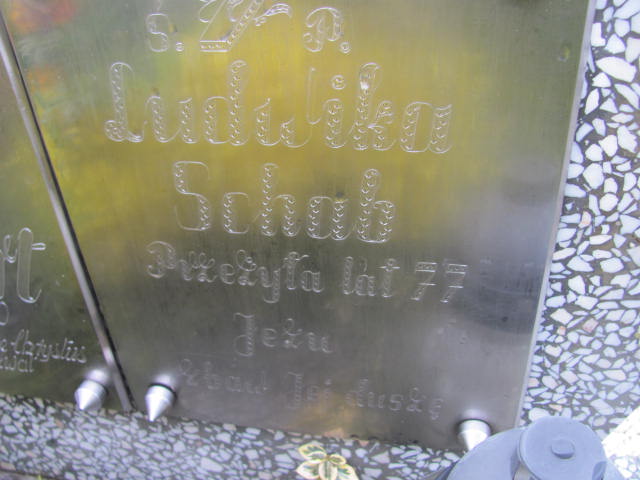 ś. P.
Ludwika
Schab
Przeżyła lat 77
Jezu
zbaw Jej duszę